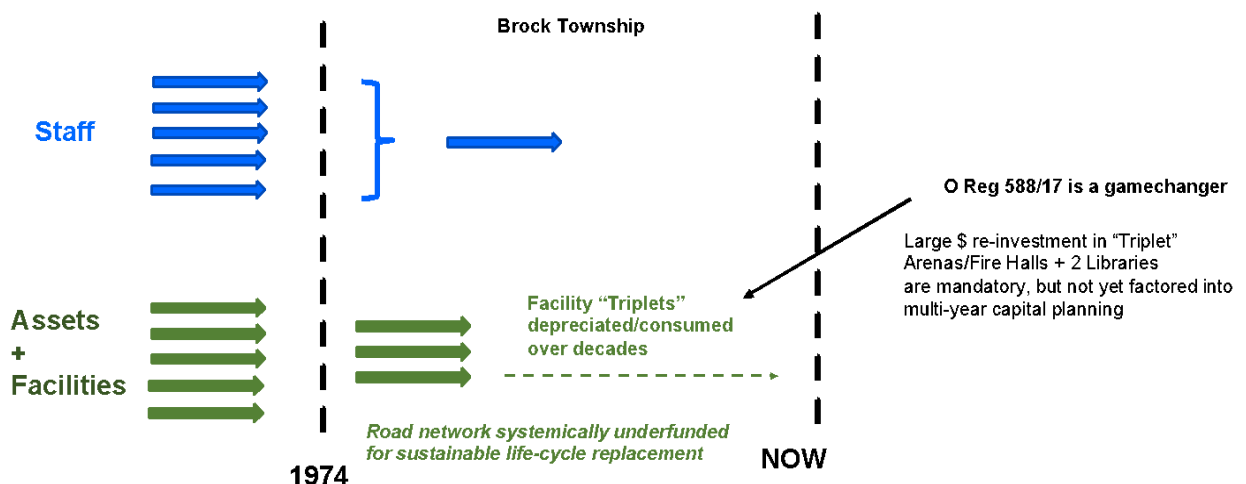 Brock Township
Staff
O Reg 588/17 is a gamechanger
Large $ re-investment in “Triplet”
Arenas/Fire Halls + 2 Libraries
are mandatory, but not yet factored into
multi-year capital planning
Assets
+
Facilities
Facility “Triplets”
depreciated/consumed
over decades
Road network systemically underfunded
for sustainable life-cycle replacement
1974
NOW